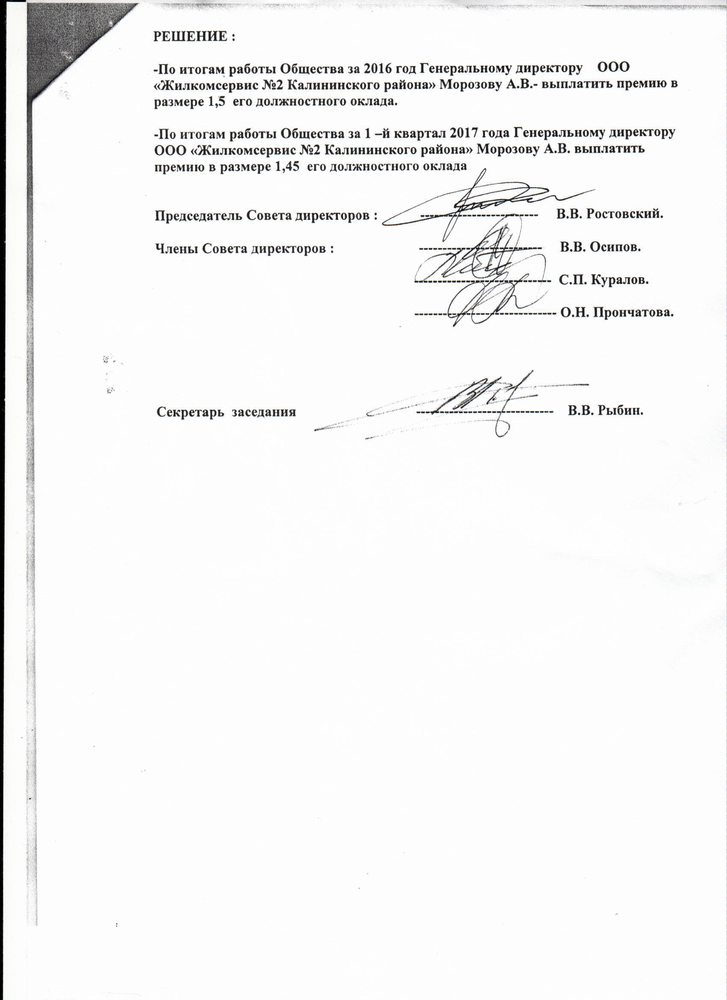 РЕШЕНИЕ :
-По итогам работы Общества за 2016 год Генеральному директору ООО
«Жилкомсервис №2 Калининского района» Морозову А.В.- выплатить премию в
размере 1,5 его должностного оклада.
-По итогам работы Общества за 1 –й квартал 2017 года Генеральному директору
ООО «Жилкомсервис №2 Калининского района» Морозову А.В. выплатить
премию в размере 1,45 его должностного оклада
Председатель Совета директоров : ------------------------- В.В. Ростовский.
Члены Совета директоров : -------------------------- В.В. Осипов.
----------------------------- С.П. Куралов.
------------------------------ О.Н. Прончатова.
Секретарь заседания ----------------------------- В.В. Рыбин.